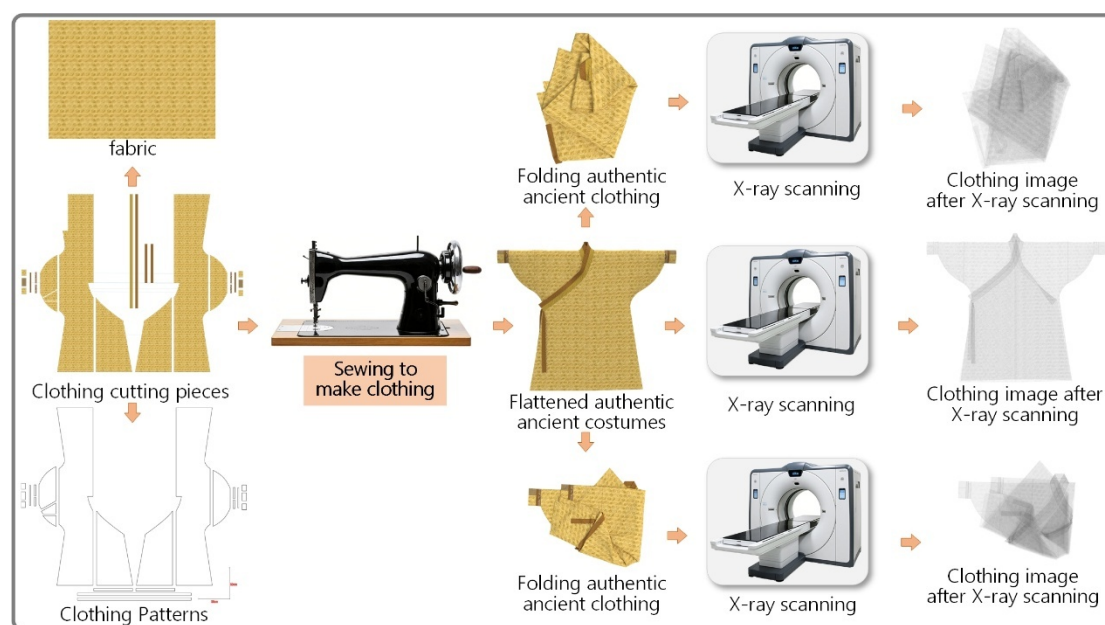 fabric
Clothing cutting pieces
Clothing Patterns
Sewing to
make clothing
Folding authentic
ancient clothing
X-ray scanning
Clothing image
after X-ray scanning
Flattened authentic
ancient costumes
X-ray scanning
Clothing image after
X-ray scanning
Folding authentic
ancient clothing
X-ray scanning
Clothing image
after X-ray scanning